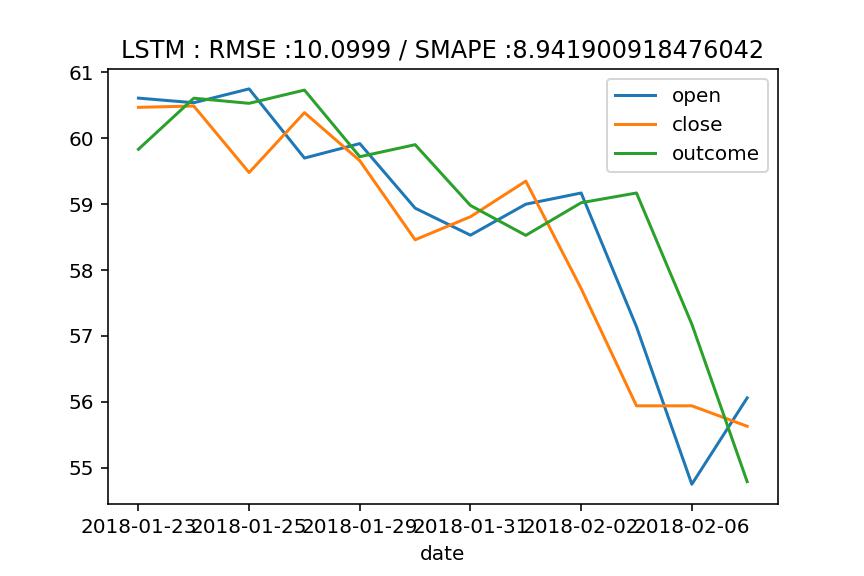 LSTM : RMSE :10.0999 / SMAPE :8.941900918476042
61
60
59
58
57
56
55
open
close
outcome
2018-01-23 2018-01-25 2018-01-29 2018-01-31 2018-02-02 2018-02-06
date